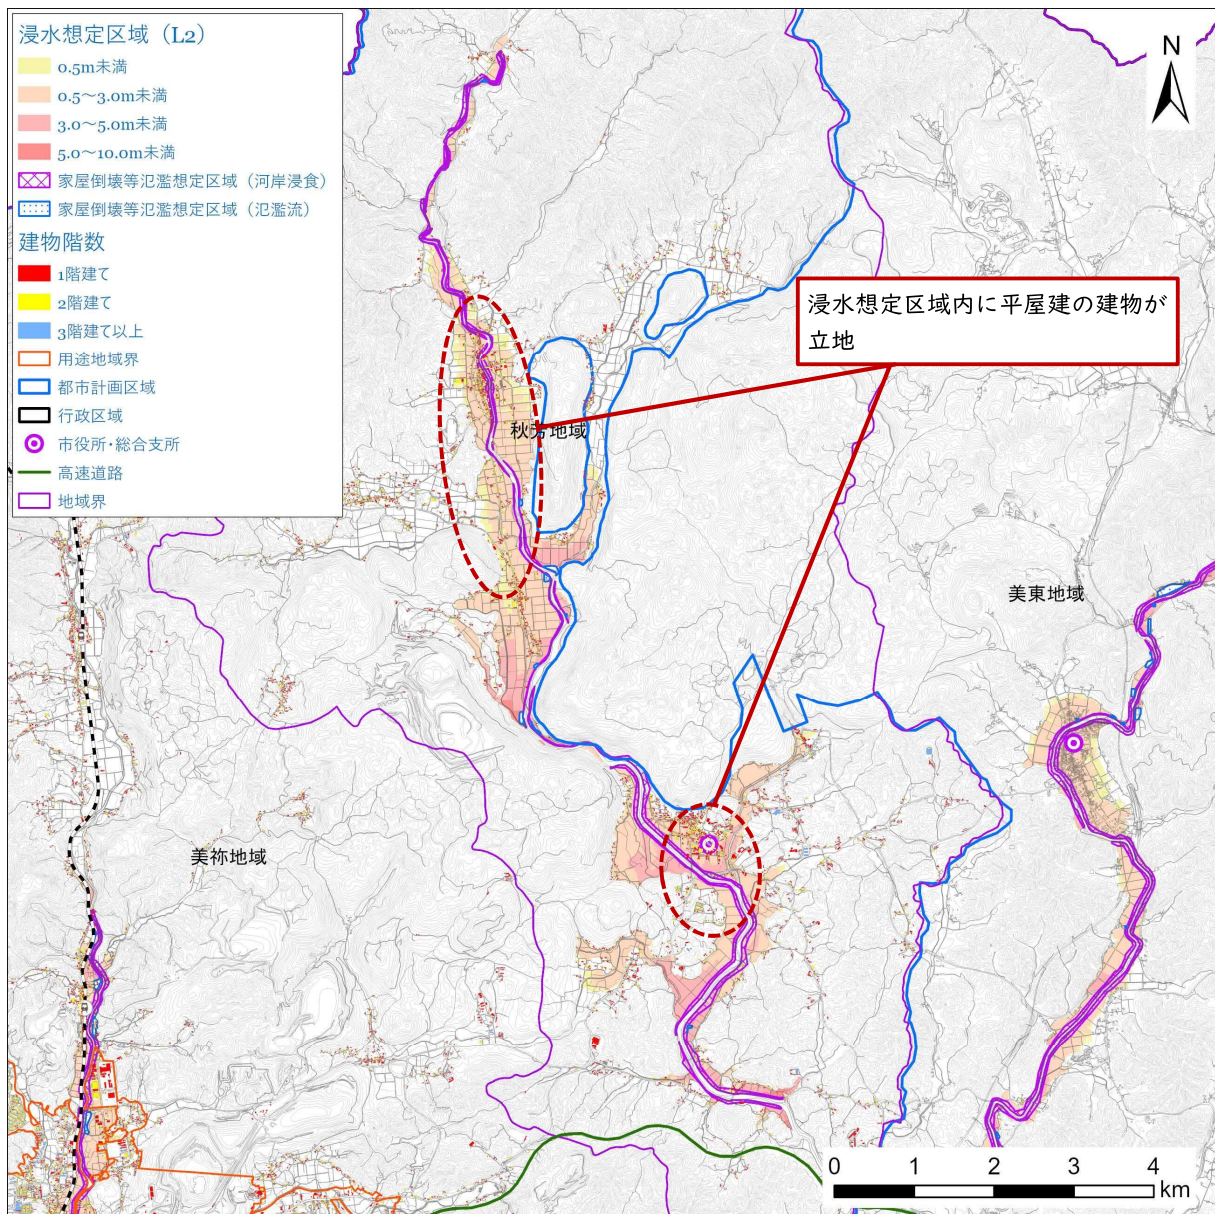 浸水想定区域（L2）
0.5m未満
0.5～3.0m未満
3.0～5.0m未満
5.0～10.0m未満
家屋倒壊等氾濫想定区域（河岸浸食）
家屋倒壊等氾濫想定区域（氾濫流）
建物階数
1階建て
2階建て
3階建て以上
用途地域界
都市計画区域
行政区域
市役所・総合支所
高速道路
地域界
N
浸水想定区域内に平屋建の建物が
立地
秋芳地域
美東地域
美祢地域
0 1 2 3 4
km